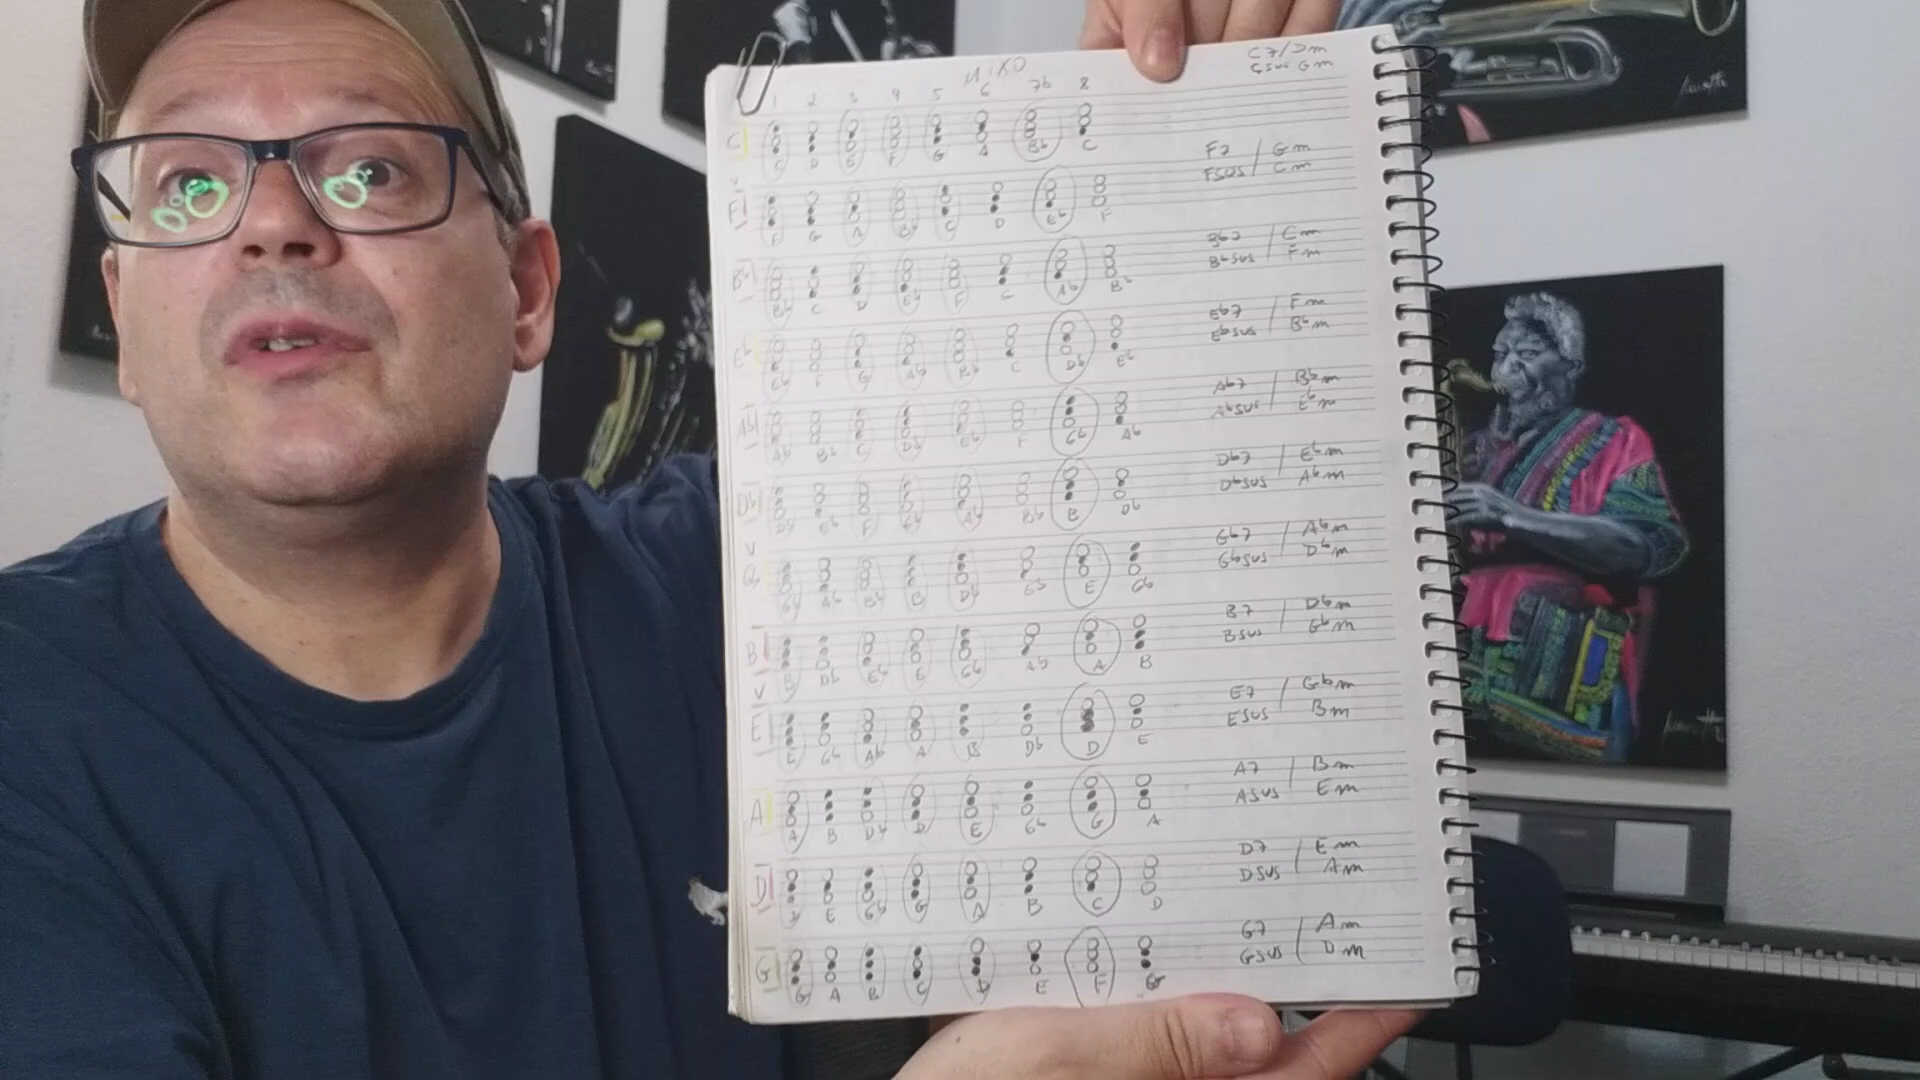 MIXO
C7/Dm
Csus Gm
1 2 3 4 5 6 7b 8
C
C D E F G A Bb C
F7 / Gm
Fsus Cm
F
F G A Bb C D Eb F
Bb7 / Cm
Bbsus Fm
Bb
Bb C D Eb F C Ab Bb
Eb7 / Fm
Ebsus Bbm
Eb
Eb F G Ab Bb C Db Eb
Ab7 / Bbm
Absus Ebm
Ab
Ab Bb C Db Eb F Gb Ab
Db7 / Ebm
Dbsus Abm
Db
Db Eb F Gb Ab Bb B Db
Gb7 / Abm
Gbsus Dbm
Gb
Gb Ab Bb B Db Eb E Gb
B7 / Dbm
Bsus Gbm
B
B Db Eb E Gb Ab A B
E7 / Gbm
Esus Bm
E
E Gb Ab A B Db D E
A7 / Bm
Asus Em
A
A B Db D E Gb G A
D7 / Em
Dsus Am
D
D E Gb G A B C D
G7 / Am
Gsus Dm
G
G A B C D E F G